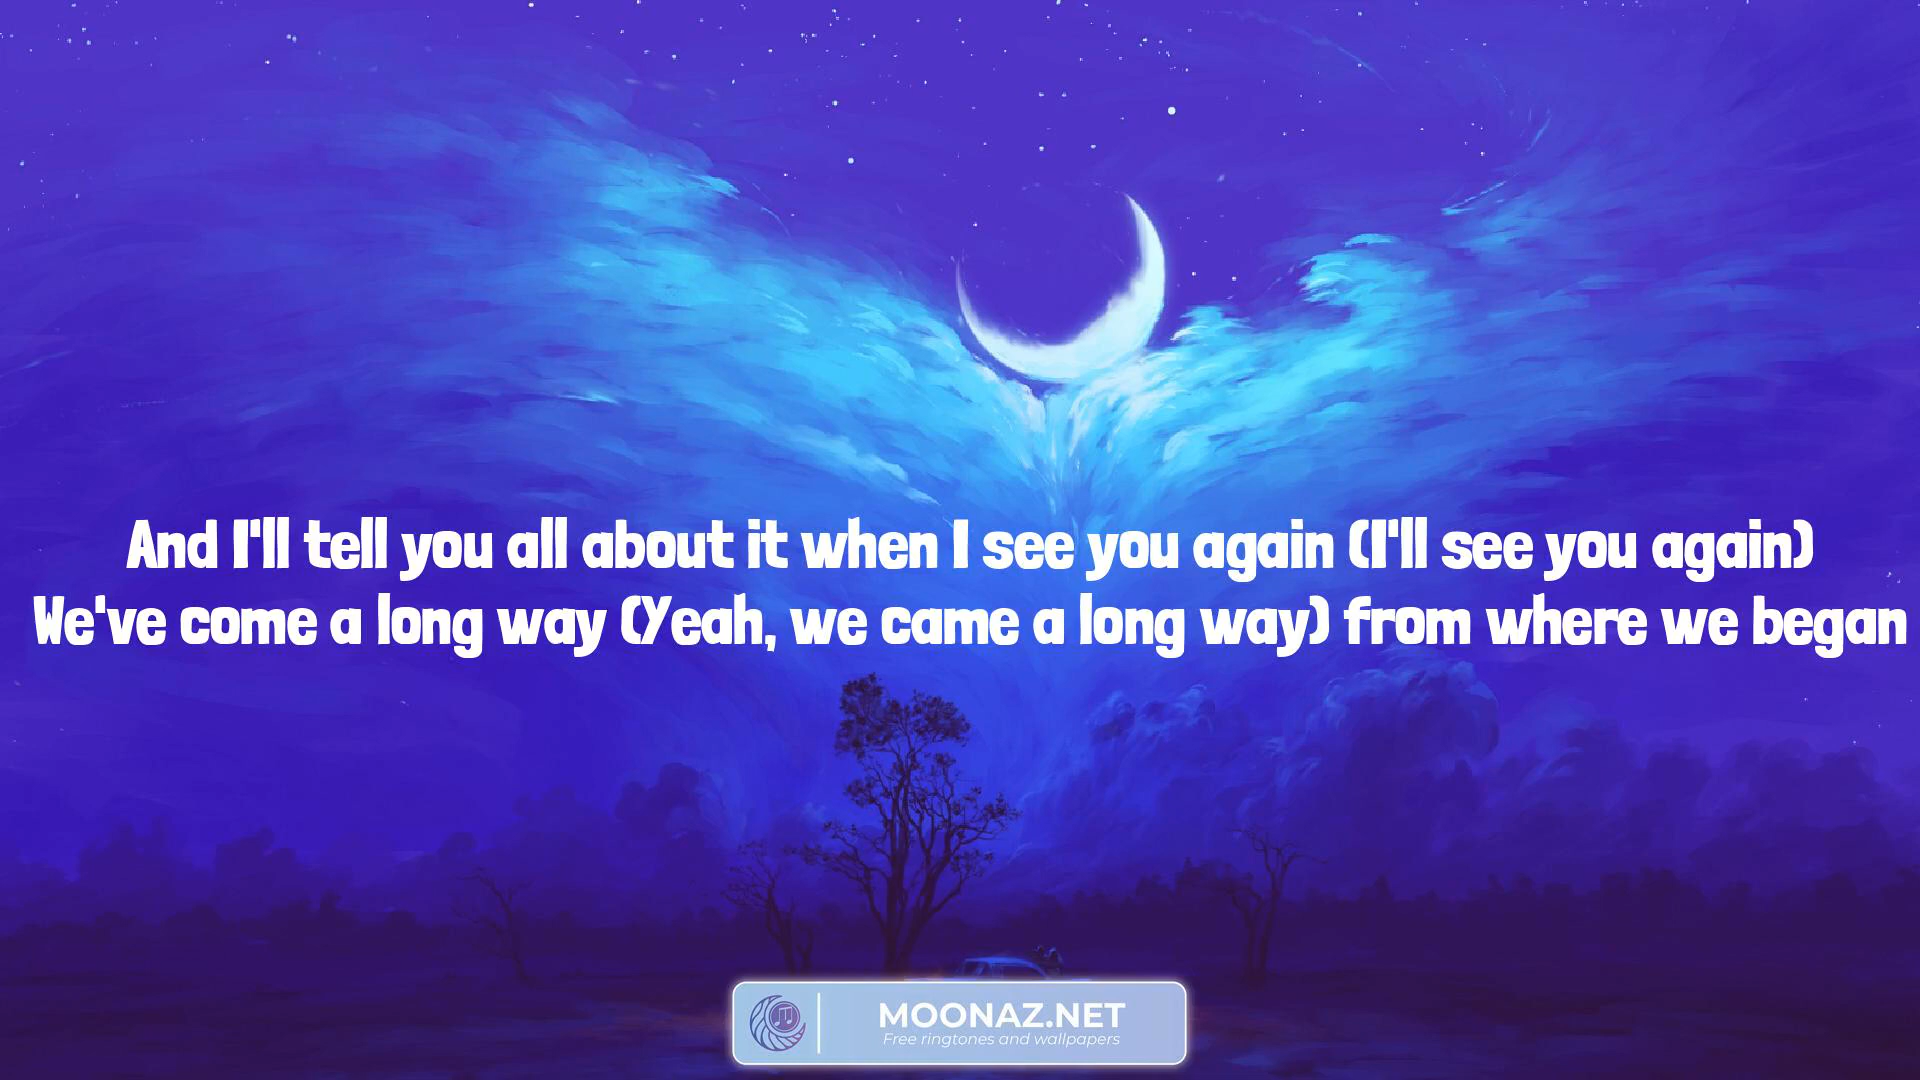 And I'll tell you all about it when I see you again (I'll see you again)
We've come a long way (Yeah, we came a long way) from where we began
MOONAZ.NET
Free ringtones and wallpapers